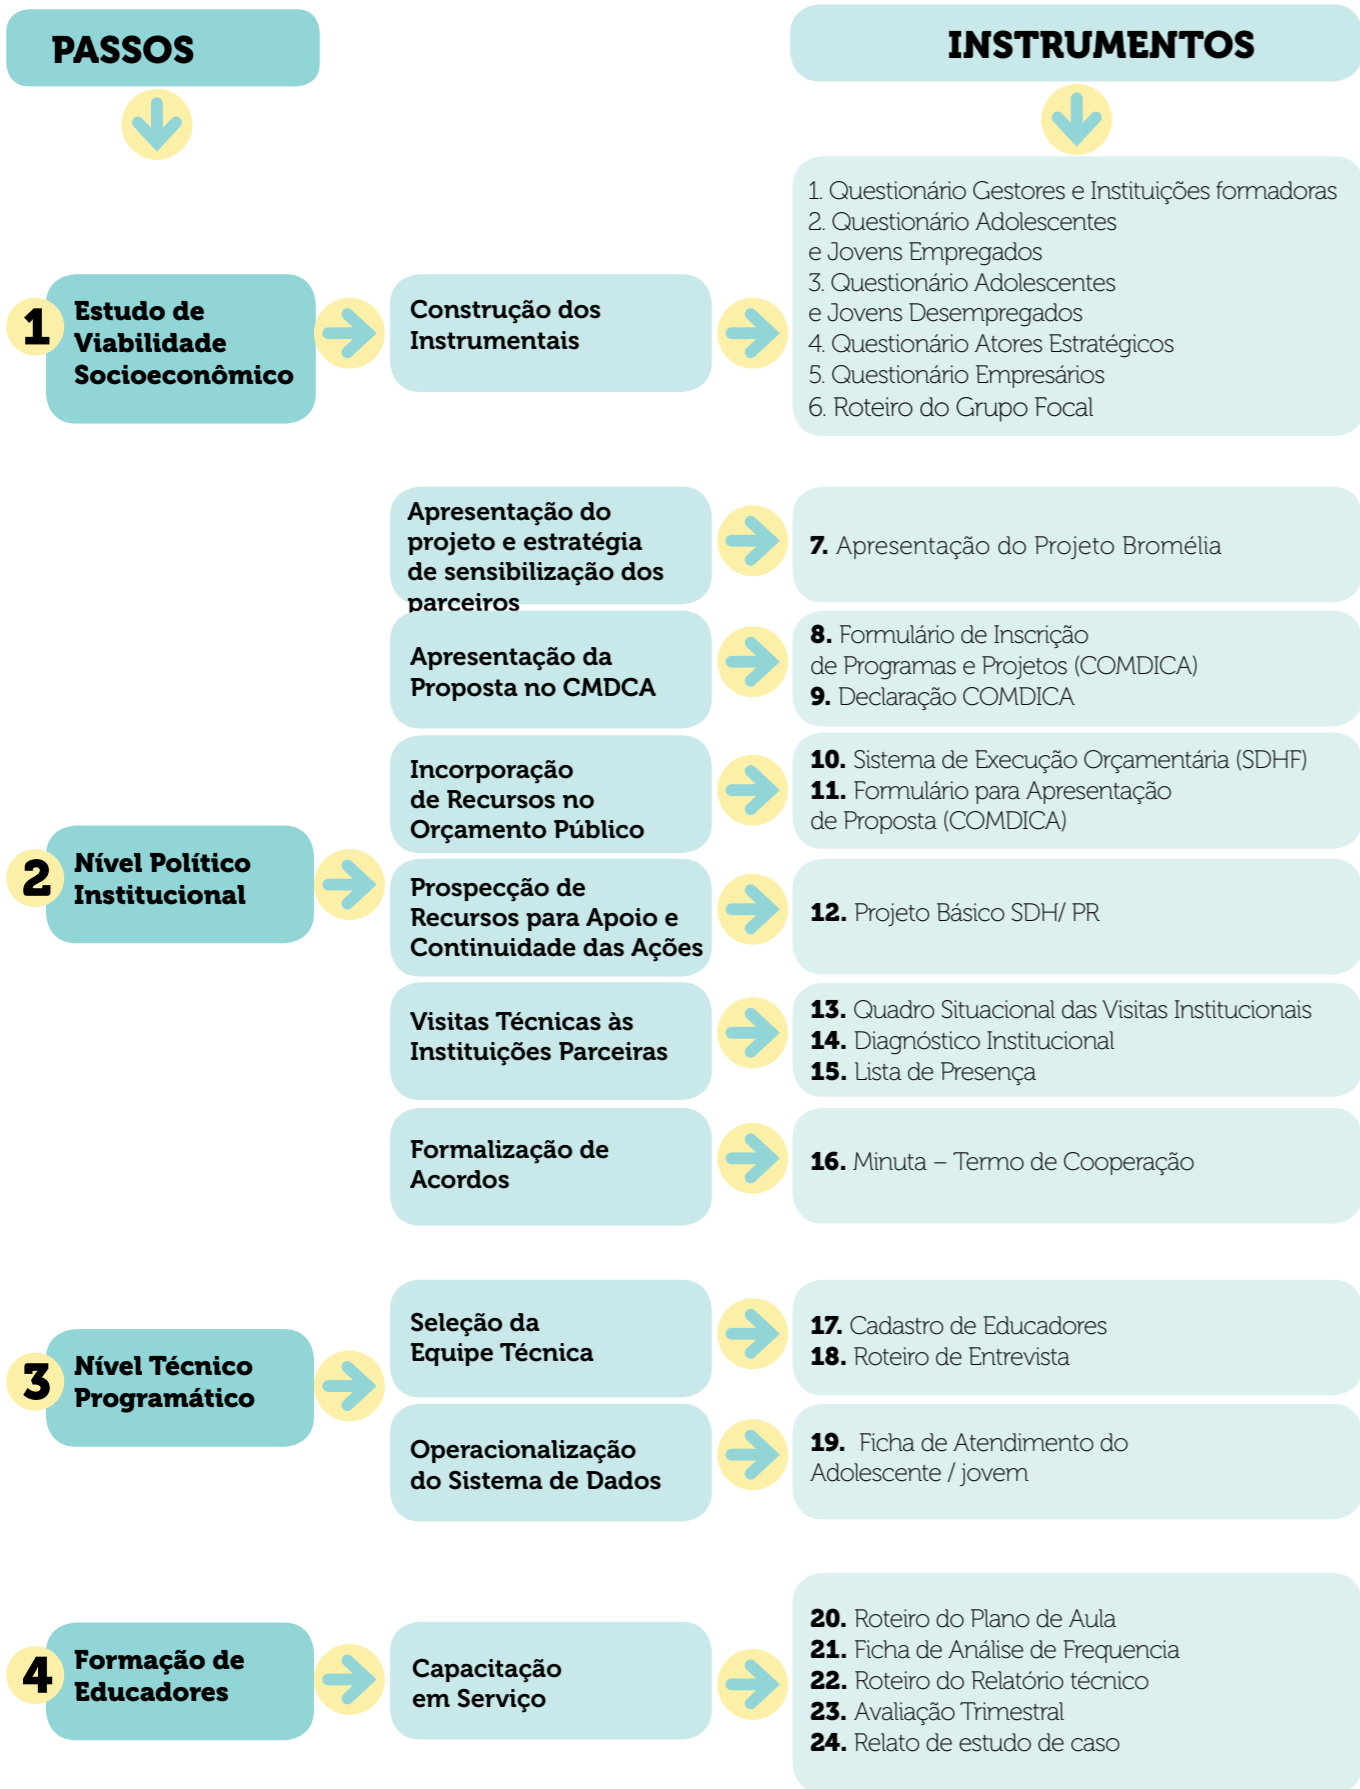 PASSOS
INSTRUMENTOS
1
Estudo de
Viabilidade
Socioeconômico
Construção dos
Instrumentais
1. Questionário Gestores e Instituições formadoras
2. Questionário Adolescentes
e Jovens Empregados
3. Questionário Adolescentes
e Jovens Desempregados
4. Questionário Atores Estratégicos
5. Questionário Empresários
6. Roteiro do Grupo Focal
2
Nível Político
Institucional
Apresentação do
projeto e estratégia
de sensibilização dos
parceiros
7. Apresentação do Projeto Bromélia
Apresentação da
Proposta no CMDCA
8. Formulário de Inscrição
de Programas e Projetos (COMDICA)
9. Declaração COMDICA
Incorporação
de Recursos no
Orçamento Público
10. Sistema de Execução Orçamentária (SDHF)
11. Formulário para Apresentação
de Proposta (COMDICA)
Prospecção de
Recursos para Apoio e
Continuidade das Ações
12. Projeto Básico SDH/ PR
Visitas Técnicas às
Instituições Parceiras
13. Quadro Situacional das Visitas Institucionais
14. Diagnóstico Institucional
15. Lista de Presença
Formalização de
Acordos
16. Minuta – Termo de Cooperação
3
Nível Técnico
Programático
Seleção da
Equipe Técnica
17. Cadastro de Educadores
18. Roteiro de Entrevista
Operacionalização
do Sistema de Dados
19. Ficha de Atendimento do
Adolescente / jovem
4
Formação de
Educadores
Capacitação
em Serviço
20. Roteiro do Plano de Aula
21. Ficha de Análise de Frequencia
22. Roteiro do Relatório técnico
23. Avaliação Trimestral
24. Relato de estudo de caso